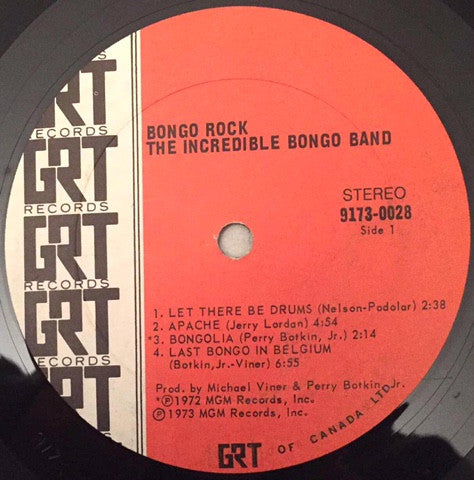 S
GRT
RECORDS
GRT
RECORDS
GRT
RECORDS
GRT
RECORDS
GRT
BONGO ROCK
THE INCREDIBLE BONGO BAND
STEREO
9173-0028
Side 1
1. LET THERE BE DRUMS (Nelson-Podolar) 2:38
2. APACHE (Jerry Lordan) 4:54
*3. BONGOLIA (Perry Botkin, Jr.) 2:14
4. LAST BONGO IN BELGIUM
(Botkin,Jr.-Viner) 6:55
Prod. by Michael Viner & Perry Botkin, Jr.
*Ⓟ1972 MGM Records, Inc.
Ⓟ1973 MGM Records, Inc.
GRT OF CANADA LTD.